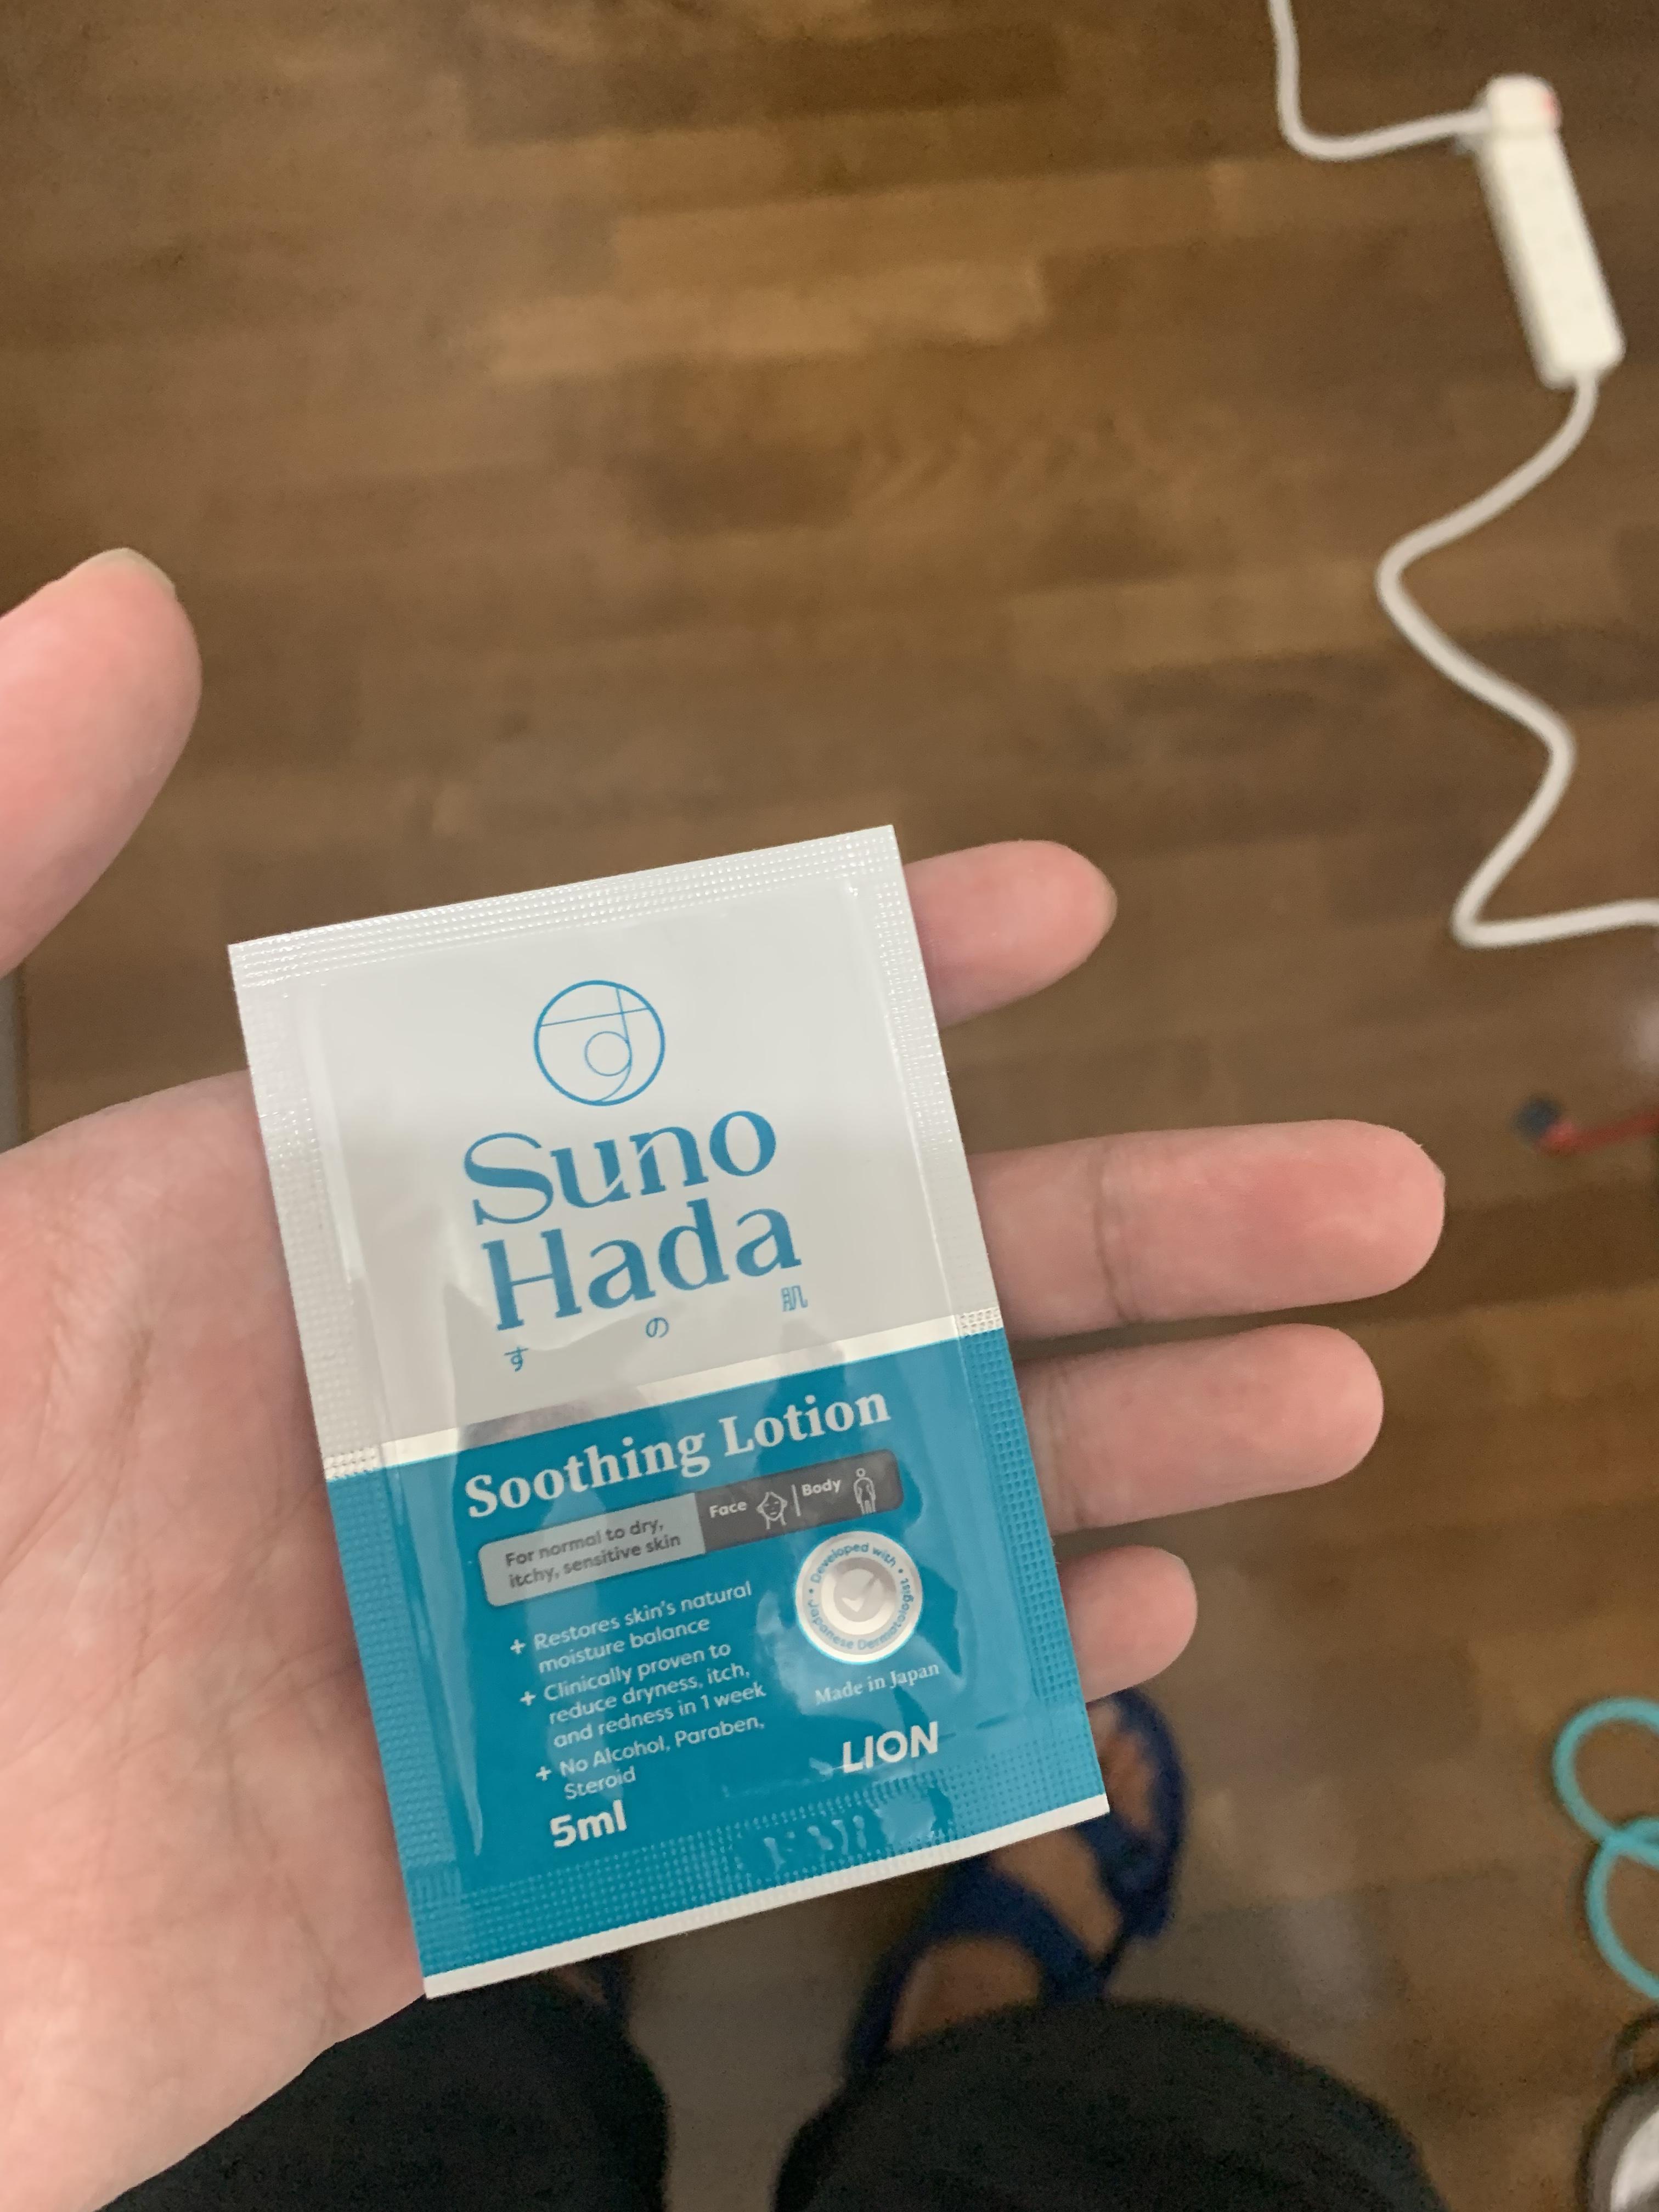 Suno
Hada
すの肌
Soothing Lotion
For normal to dry,
itchy, sensitive skin
Face
Body
+ Restores skin's natural
moisture balance
+ Clinically proven to
reduce dryness, itch,
and redness in 1 week
+ No Alcohol, Paraben,
Steroid
Developed with • Japanese Dermatologist •
Made in Japan
LION
5ml